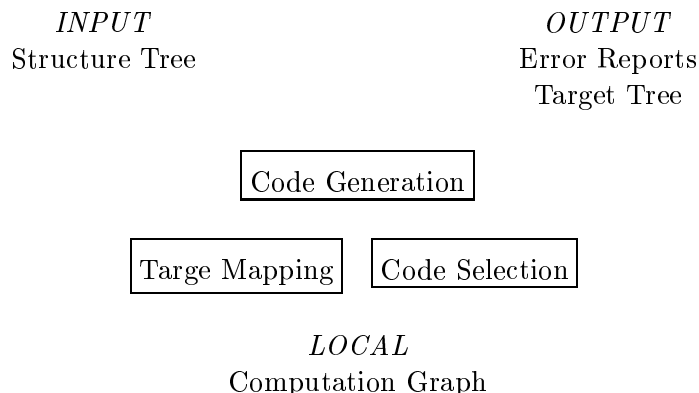 INPUT
OUTPUT
Structure Tree
Error Reports
Target Tree
Code Generation
Targe Mapping
Code Selection
LOCAL
Computation Graph